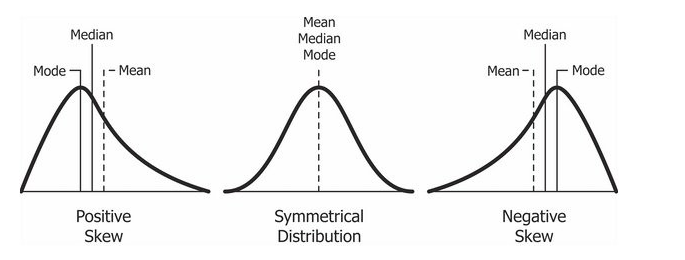 Median
Mode
Mean
Positive
Skew
Mean
Median
Mode
Symmetrical
Distribution
Median
Mean
Mode
Negative
Skew